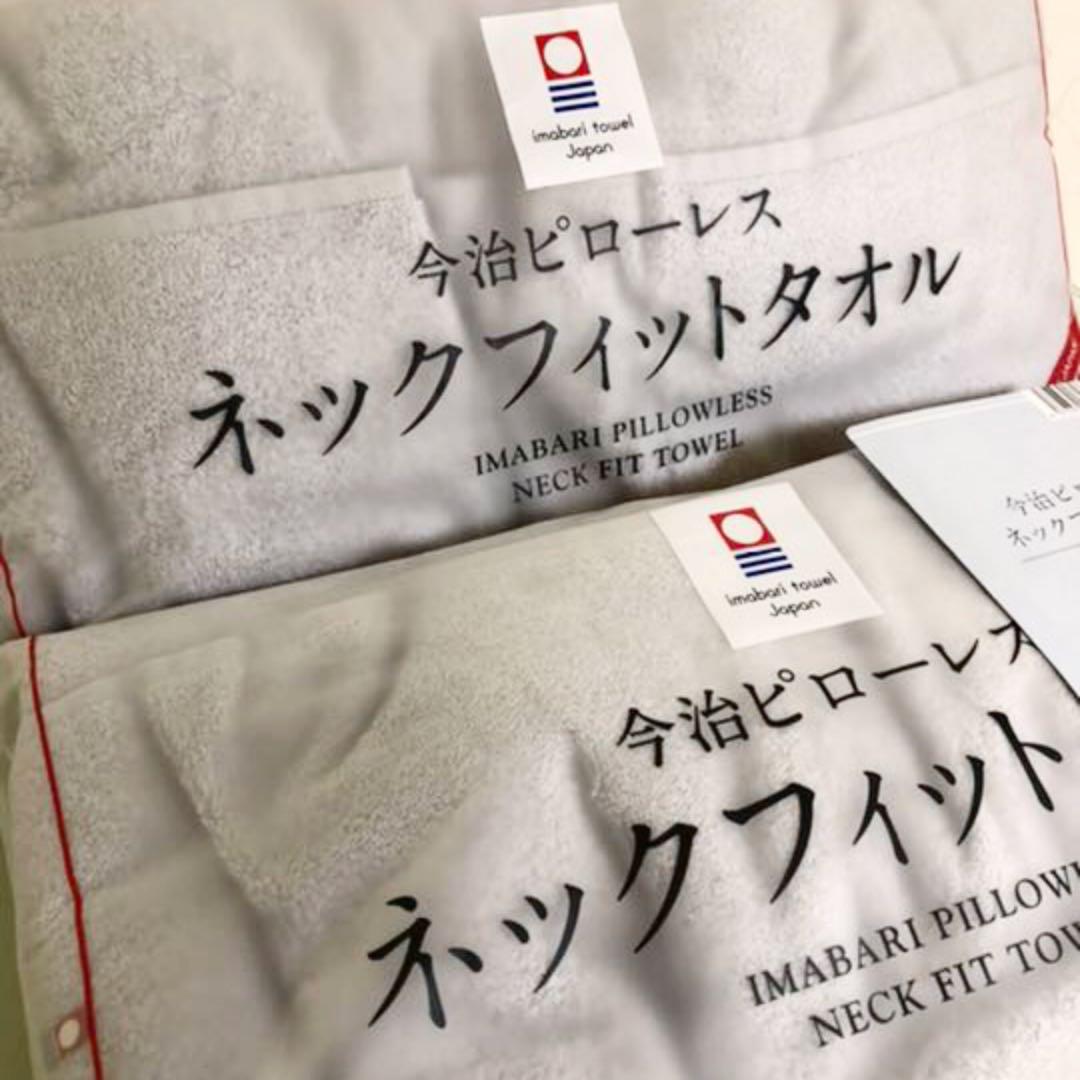 imabari towel
Japan
今治ピローレス
ネックフィットタオル
IMABARI PILLOWLESS
NECK FIT TOWEL
imabari towel
Japan
今治ピローレス
ネックフィット
IMABARI PILLOW
NECK FIT TOW
今治ピ
ネック